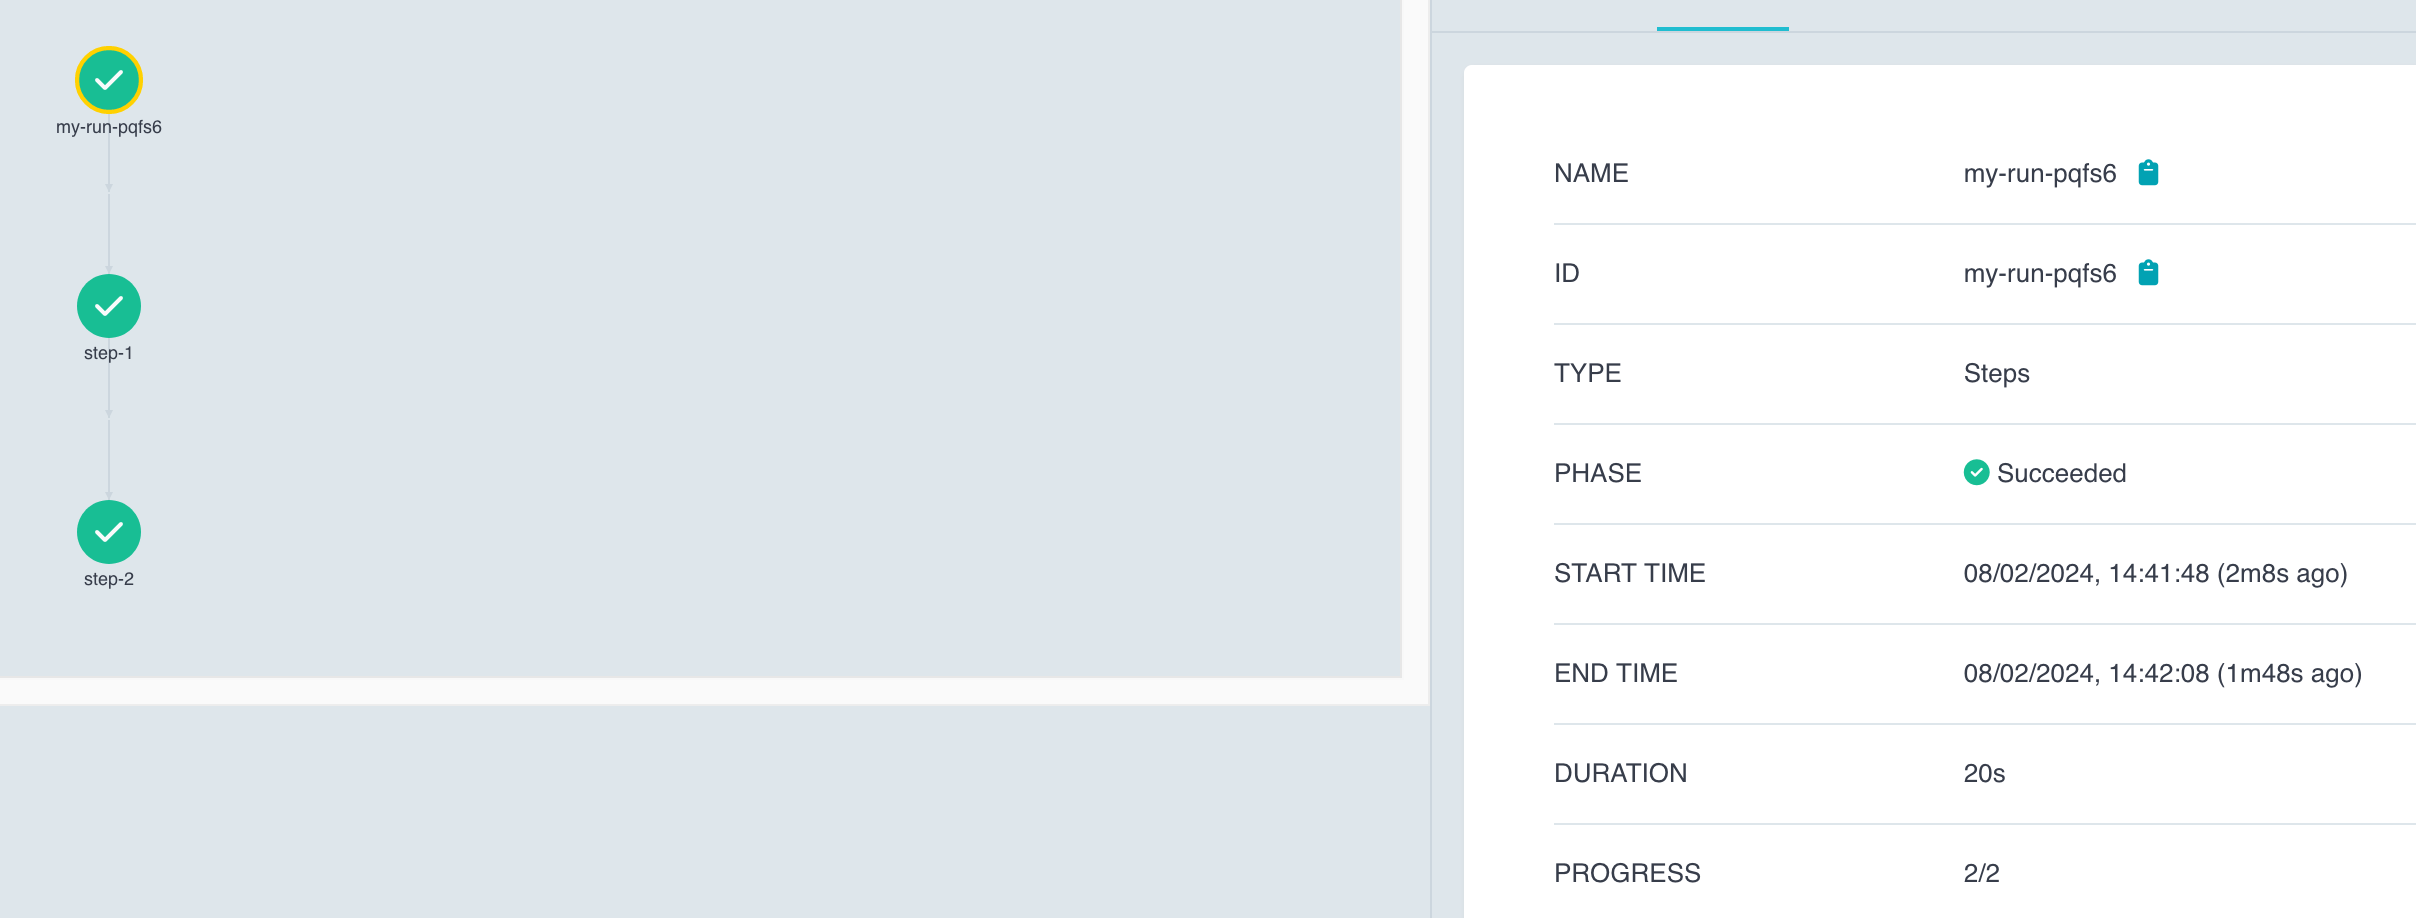 my-run-pqfs6
step-1
step-2
NAME my-run-pqfs6
ID my-run-pqfs6
TYPE Steps
PHASE Succeeded
START TIME 08/02/2024, 14:41:48 (2m8s ago)
END TIME 08/02/2024, 14:42:08 (1m48s ago)
DURATION 20s
PROGRESS 2/2